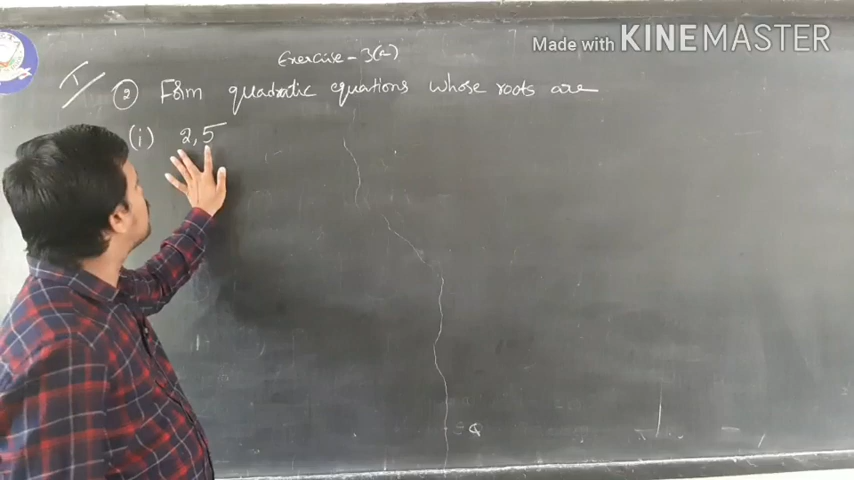 Exercise - 3(a)
Made with KINEMASTER
I/ ② Form quadratic equations whose roots are
(i) 2, 5